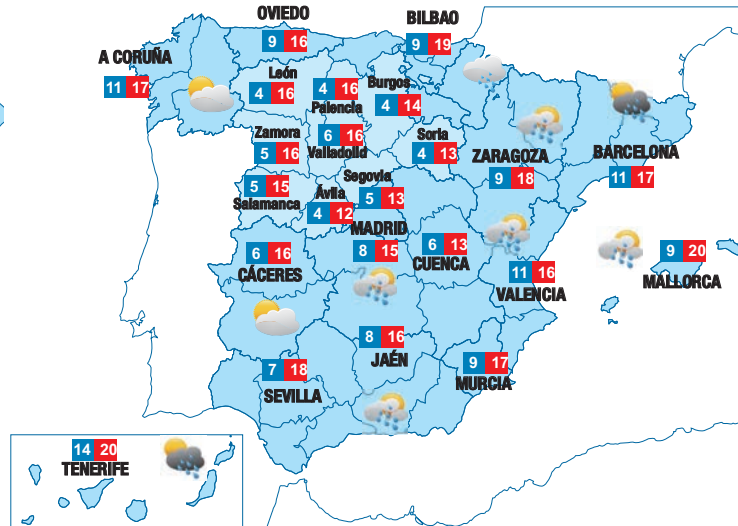 OVIEDO
9 16
BILBAO
9 19
A CORUÑA
11 17
León
4 16
4 16
Palencia
Burgos
4 14
Zamora
5 16
6 16
Valladolid
Soria
4 13
ZARAGOZA
9 18
BARCELONA
11 17
5 15
Salamanca
Ávila
4 12
Segovia
5 13
MADRID
8 15
6 13
CUENCA
6 16
CÁCERES
11 16
VALENCIA
9 20
MALLORCA
8 16
JAÉN
7 18
SEVILLA
9 17
MURCIA
14 20
TENERIFE